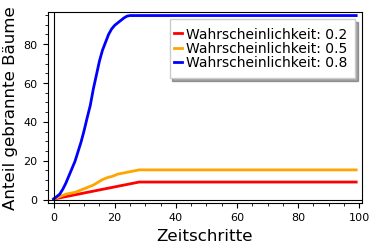 Anteil gebrannte Bäume
80
60
40
20
0
Wahrscheinlichkeit: 0.2
Wahrscheinlichkeit: 0.5
Wahrscheinlichkeit: 0.8
0 20 40 60 80 100
Zeitschritte